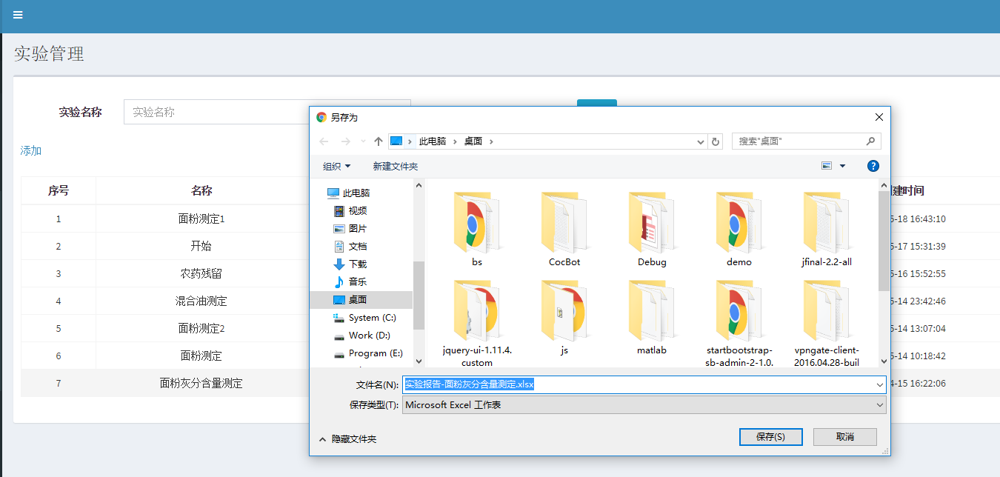 实验管理
实验名称
实验名称
添加
序号 名称 建时间
1 面粉测定1 5-18 16:43:10
2 开始 5-17 15:31:39
3 农药残留 5-16 15:52:55
4 混合油测定 5-14 23:42:46
5 面粉测定2 5-14 13:07:04
6 面粉测定 5-14 10:18:42
7 面粉灰分含量测定 4-15 16:22:06
另存为
此电脑 桌面
搜索"桌面"
组织 新建文件夹
此电脑
视频
图片
文档
下载
音乐
桌面
System (C:)
Work (D:)
Program (E:)
bs
CocBot
Debug
demo
jfinal-2.2-all
jquery-ui-1.11.4.
custom
js
matlab
startbootstrap-
sb-admin-2-1.0.
vpngate-client-
2016.04.28-buil
文件名(N): 实验报告-面粉灰分含量测定.xlsx
保存类型(T): Microsoft Excel 工作表
隐藏文件夹
保存(S) 取消